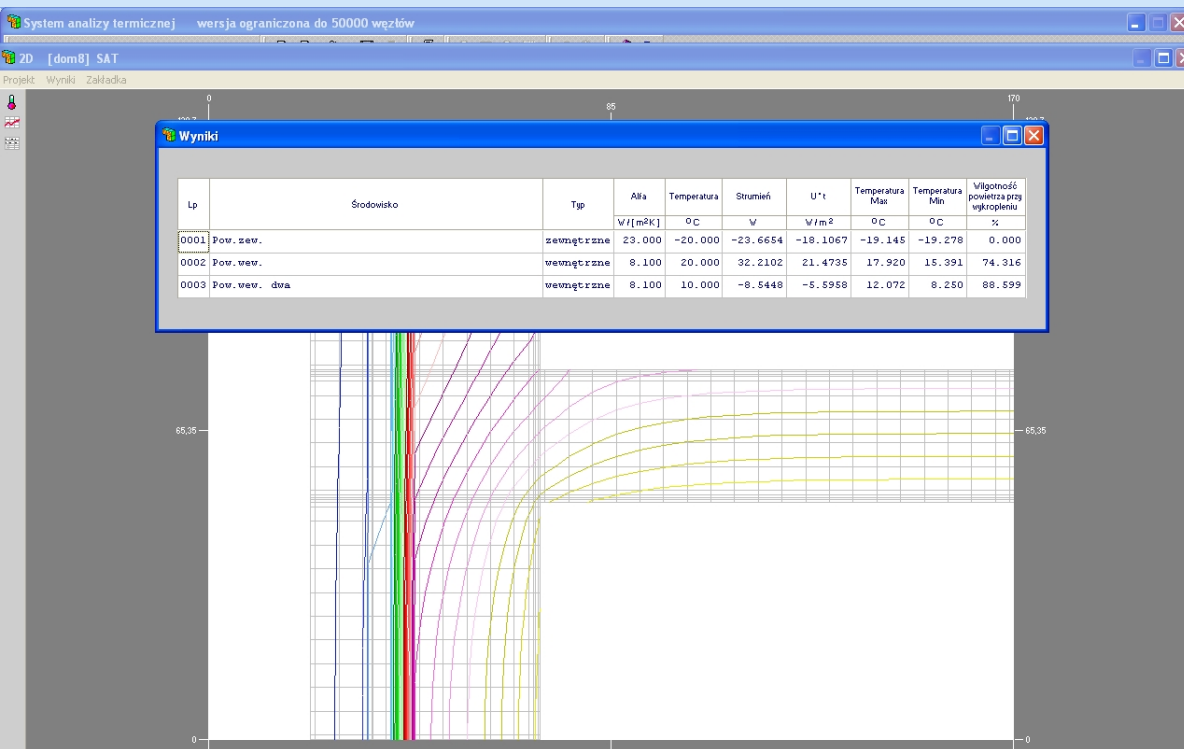 System analizy termicznej wersja ograniczona do 50000 węzłów
2D [dom8] SAT
Projekt Wyniki Zakładka
0 85 170
Wyniki
Lp Środowisko Typ Alfa Temperatura Strumień U*t Temperatura Max Temperatura Min Wilgotność powietrza przy wykropleniu
W/[m²K] °C W W/m² °C °C %
0001 Pow.zew. zewnętrzne 23.000 -20.000 -23.6654 -18.1067 -19.145 -19.278 0.000
0002 Pow.wew. wewnętrzne 8.100 20.000 32.2102 21.4735 17.920 15.391 74.316
0003 Pow.wew. dwa wewnętrzne 8.100 10.000 -8.5448 -5.5958 12.072 8.250 88.599
65,35 65,35
0 0